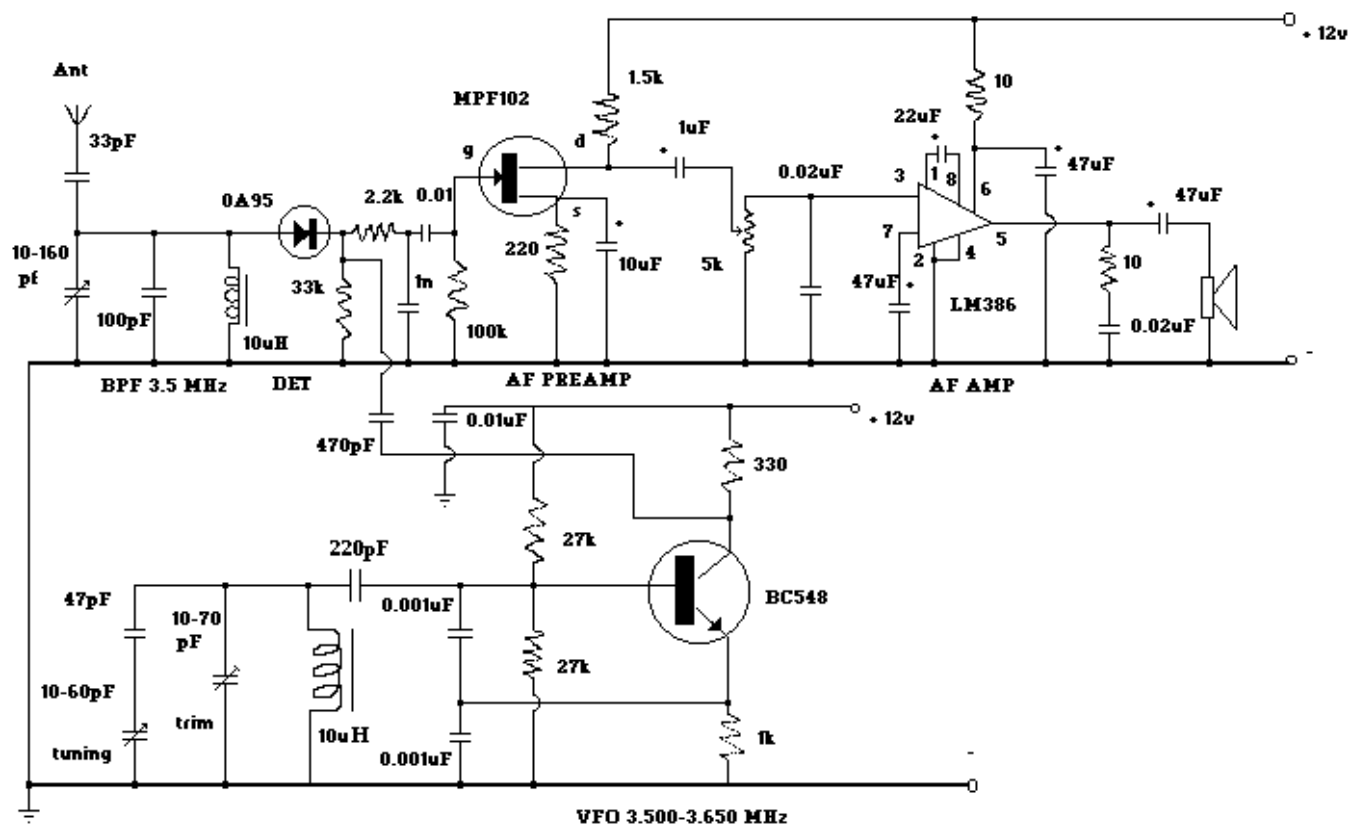 + 12v
Ant
1.5k
10
MPF102
22uF
33pF
g
d
1uF
+
+
+
0.02uF
3
1
8
6
47uF
0A95
2.2k
0.01
s
+
47uF
+
10-160
pf
220
7
5
10uF
5k
2
4
10
33k
1n
47uF
+
LM386
100pF
100k
0.02uF
10uH
-
BPF 3.5 MHz
DET
AF PREAMP
AF AMP
0.01uF
+ 12v
470pF
330
27k
220pF
47pF
0.001uF
BC548
10-70
pF
27k
10-60pF
trim
10uH
1k
tuning
0.001uF
-
VFO 3.500-3.650 MHz